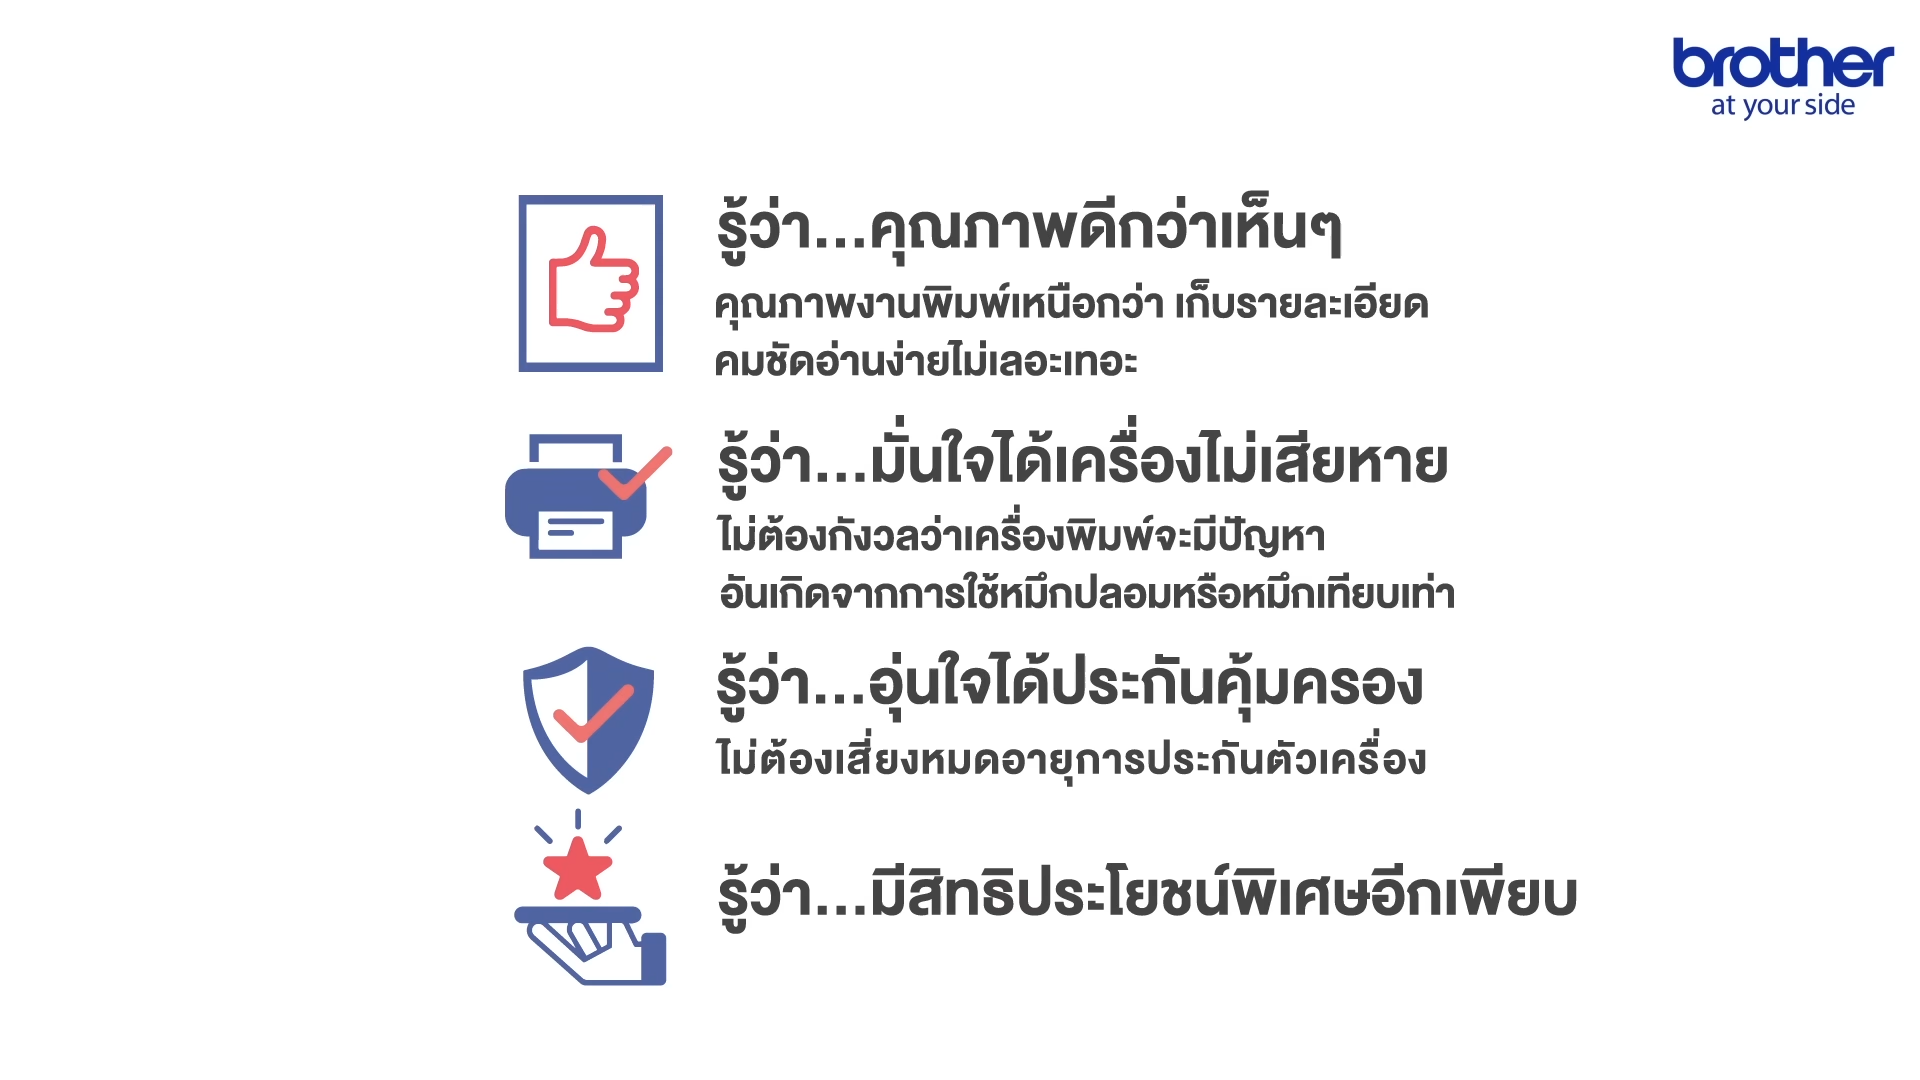 brother
at your side
รู้ว่า...คุณภาพดีกว่าเห็นๆ
คุณภาพงานพิมพ์เหนือกว่า เก็บรายละเอียด
คมชัดอ่านง่ายไม่เลอะเทอะ
รู้ว่า...มั่นใจได้เครื่องไม่เสียหาย
ไม่ต้องกังวลว่าเครื่องพิมพ์จะมีปัญหา
อันเกิดจากการใช้หมึกปลอมหรือหมึกเทียบเท่า
รู้ว่า...อุ่นใจได้ประกันคุ้มครอง
ไม่ต้องเสี่ยงหมดอายุการประกันตัวเครื่อง
รู้ว่า...มีสิทธิประโยชน์พิเศษอีกเพียบ